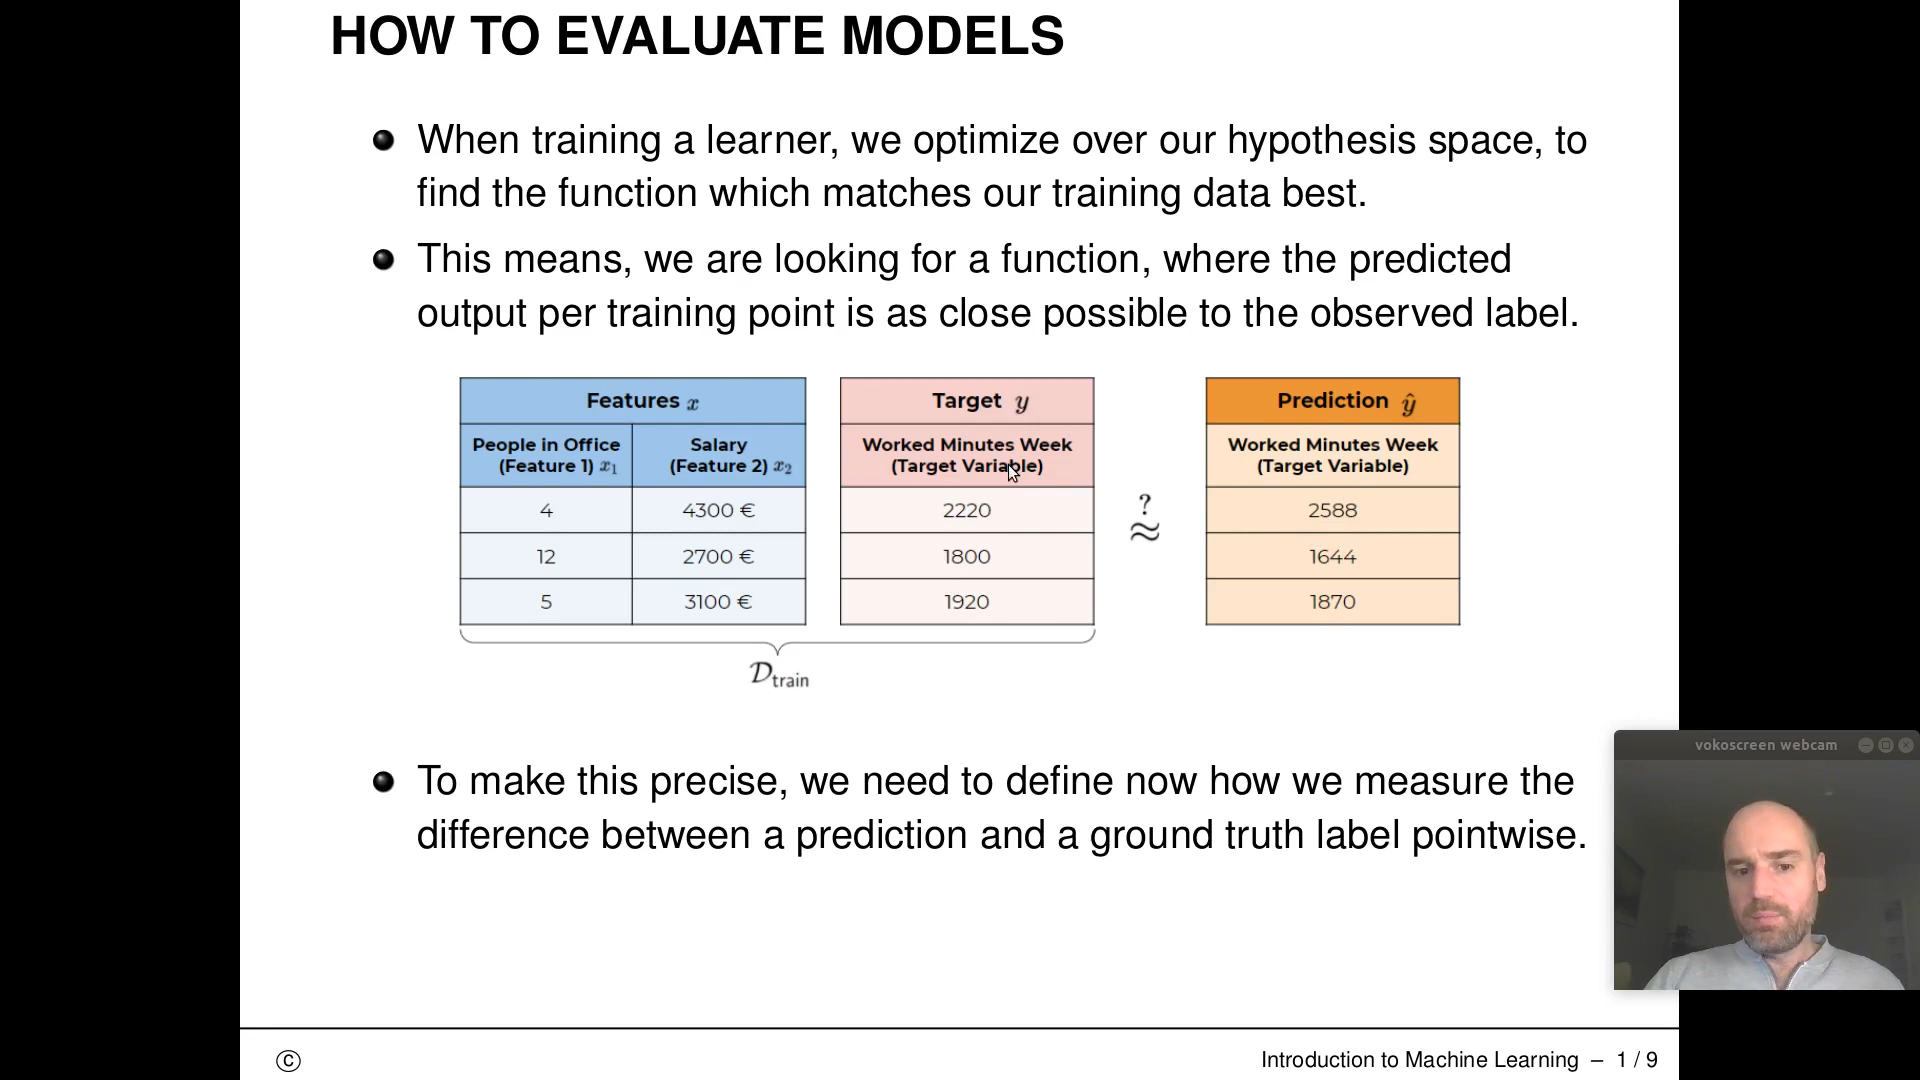 HOW TO EVALUATE MODELS
When training a learner, we optimize over our hypothesis space, to
find the function which matches our training data best.
This means, we are looking for a function, where the predicted
output per training point is as close possible to the observed label.
Features x
People in Office
(Feature 1) x₁
Salary
(Feature 2) x₂
4 4300 €
12 2700 €
5 3100 €
Target y
Worked Minutes Week
(Target Variable)
2220
1800
1920
?
≈
Prediction ŷ
Worked Minutes Week
(Target Variable)
2588
1644
1870
𝒟train
To make this precise, we need to define now how we measure the
difference between a prediction and a ground truth label pointwise.
vokoscreen webcam
© Introduction to Machine Learning – 1 / 9